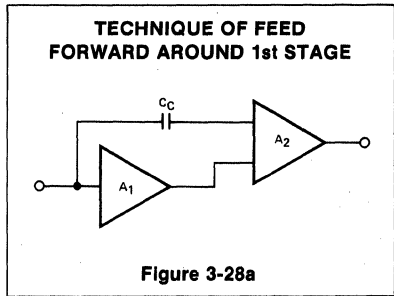 TECHNIQUE OF FEED
FORWARD AROUND 1st STAGE
CC
A2
A1
Figure 3-28a